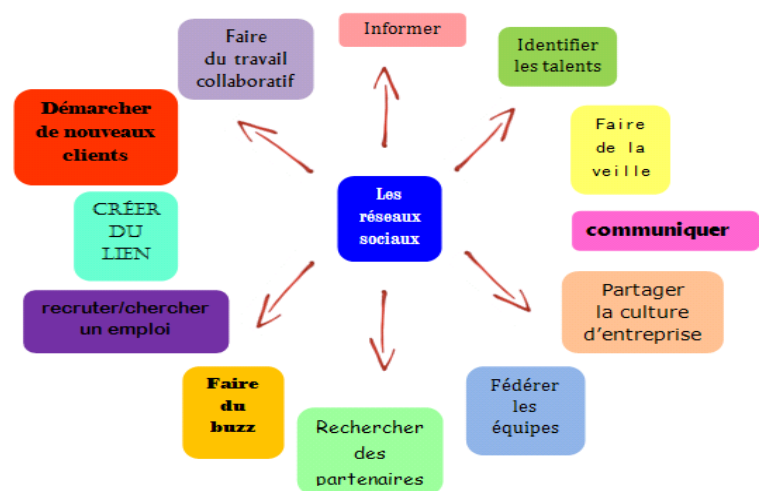 Informer
Identifier
les talents
Faire
de la
veille
communiquer
Partager
la culture
d'entreprise
Fédérer
les
équipes
Rechercher
des
partenaires
Faire
du
buzz
recruter/chercher
un emploi
CRÉER
DU
LIEN
Démarcher
de nouveaux
clients
Faire
du travail
collaboratif
Les
réseaux
sociaux